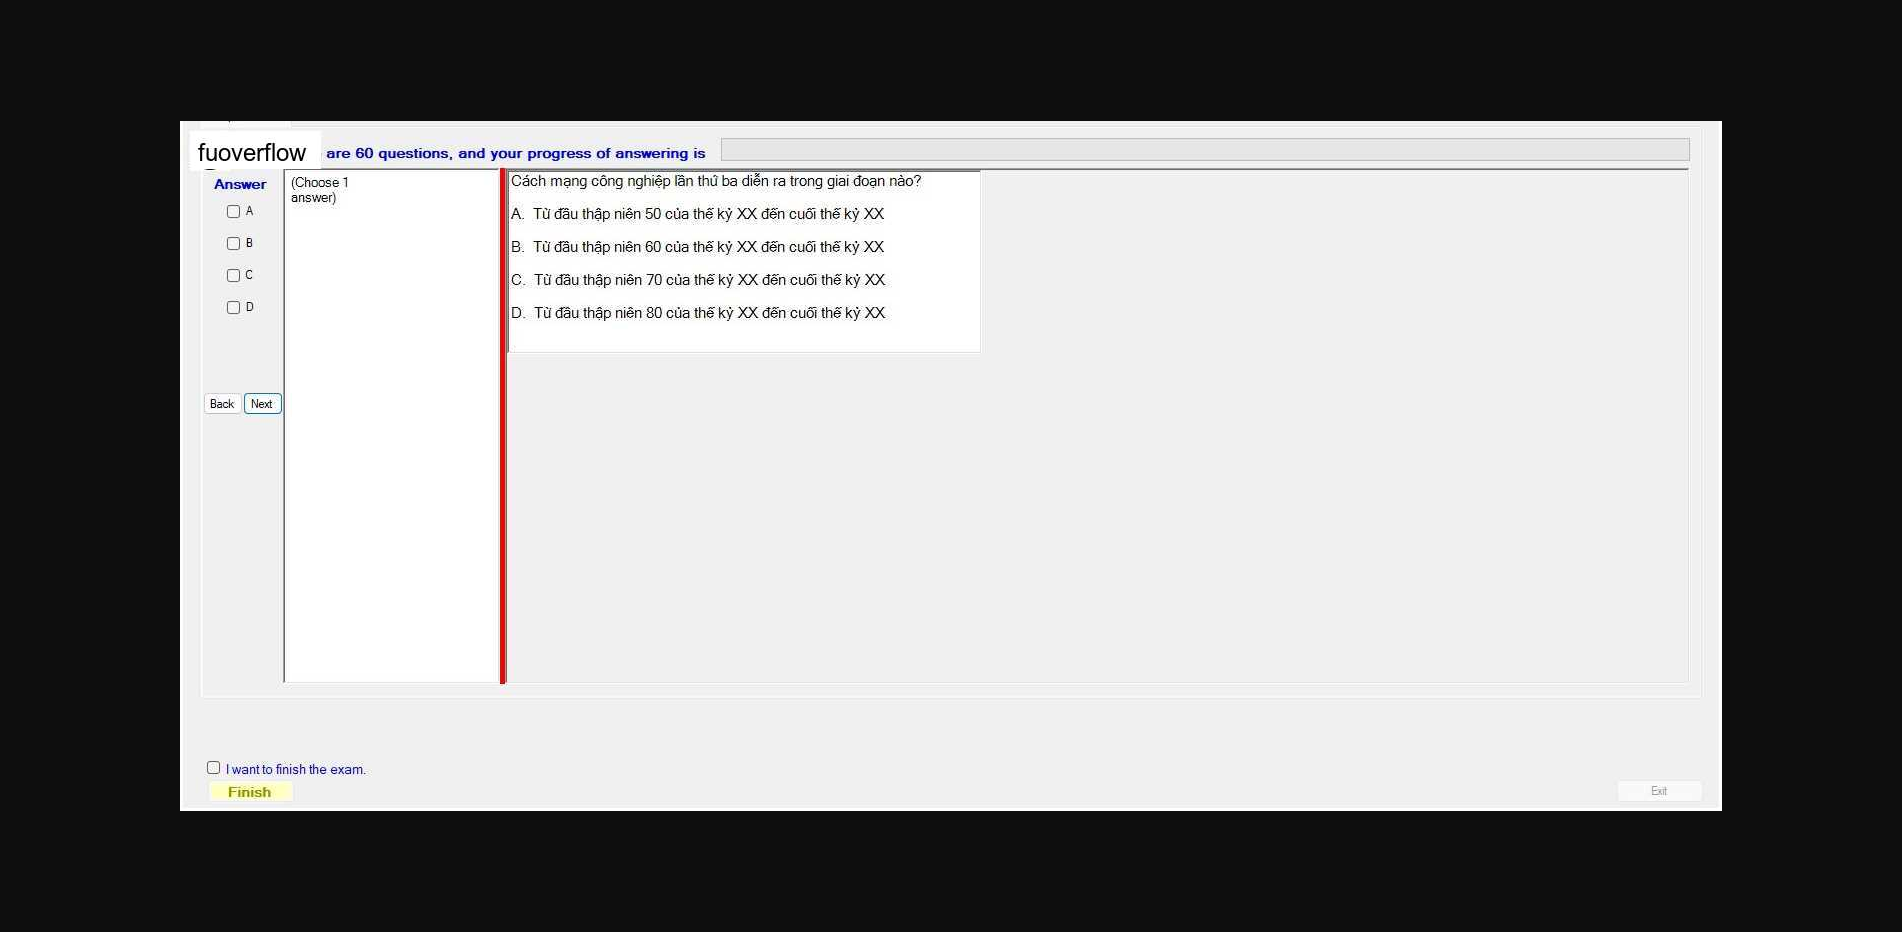 fuoverflow are 60 questions, and your progress of answering is
Answer
A
B
C
D
Back Next
(Choose 1
answer)
Cách mạng công nghiệp lần thứ ba diễn ra trong giai đoạn nào?
A. Từ đầu thập niên 50 của thế kỷ XX đến cuối thế kỷ XX
B. Từ đầu thập niên 60 của thế kỷ XX đến cuối thế kỷ XX
C. Từ đầu thập niên 70 của thế kỷ XX đến cuối thế kỷ XX
D. Từ đầu thập niên 80 của thế kỷ XX đến cuối thế kỷ XX
I want to finish the exam.
Finish
Exit